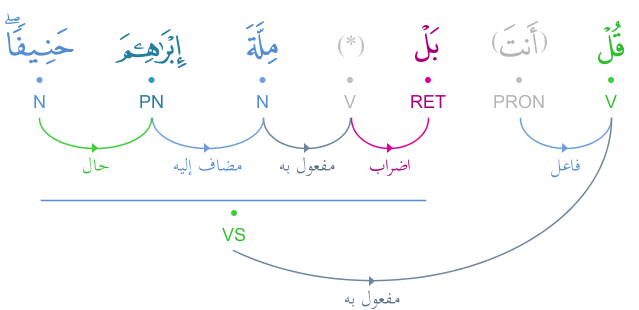 قُلْ (أَنتَ) بَلْ (*) مِلَّةَ إِبْرَٰهِـۧمَ حَنِيفًا ۖ
V PRON RET V N PN N
فاعل اضراب مفعول به مضاف إليه حال
VS
مفعول به